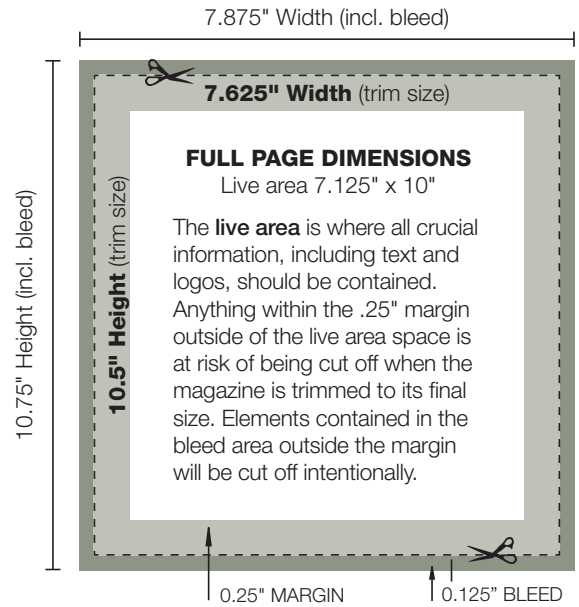 7.875" Width (incl. bleed)
7.625" Width (trim size)
10.75" Height (incl. bleed)
10.5" Height (trim size)
FULL PAGE DIMENSIONS
Live area 7.125" x 10"
The live area is where all crucial
information, including text and
logos, should be contained.
Anything within the .25" margin
outside of the live area space is
at risk of being cut off when the
magazine is trimmed to its final
size. Elements contained in the
bleed area outside the margin
will be cut off intentionally.
0.25" MARGIN
0.125” BLEED